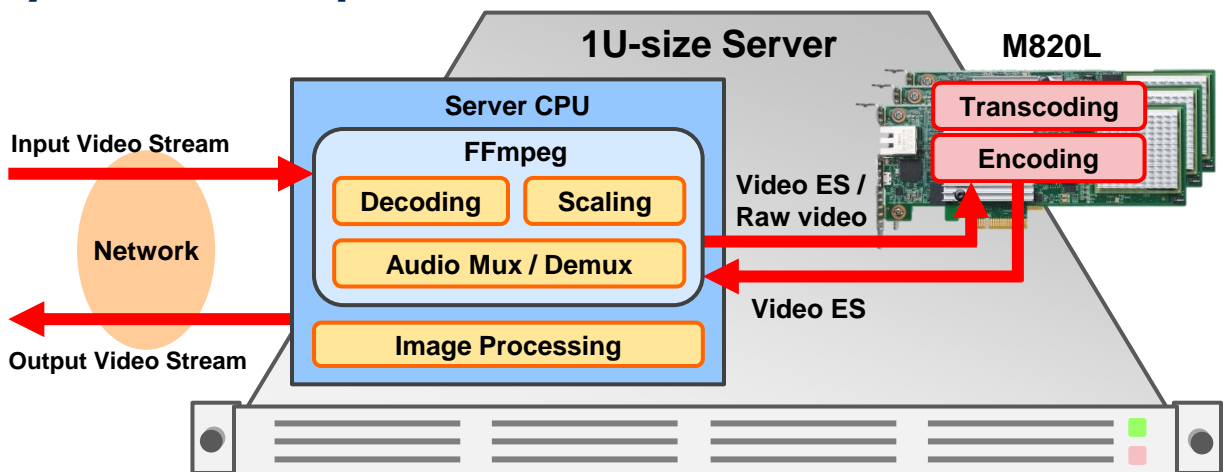 1U-size Server
M820L
Server CPU
Transcoding
Input Video Stream
FFmpeg
Encoding
Decoding
Scaling
Video ES /
Raw video
Network
Audio Mux / Demux
Video ES
Image Processing
Output Video Stream